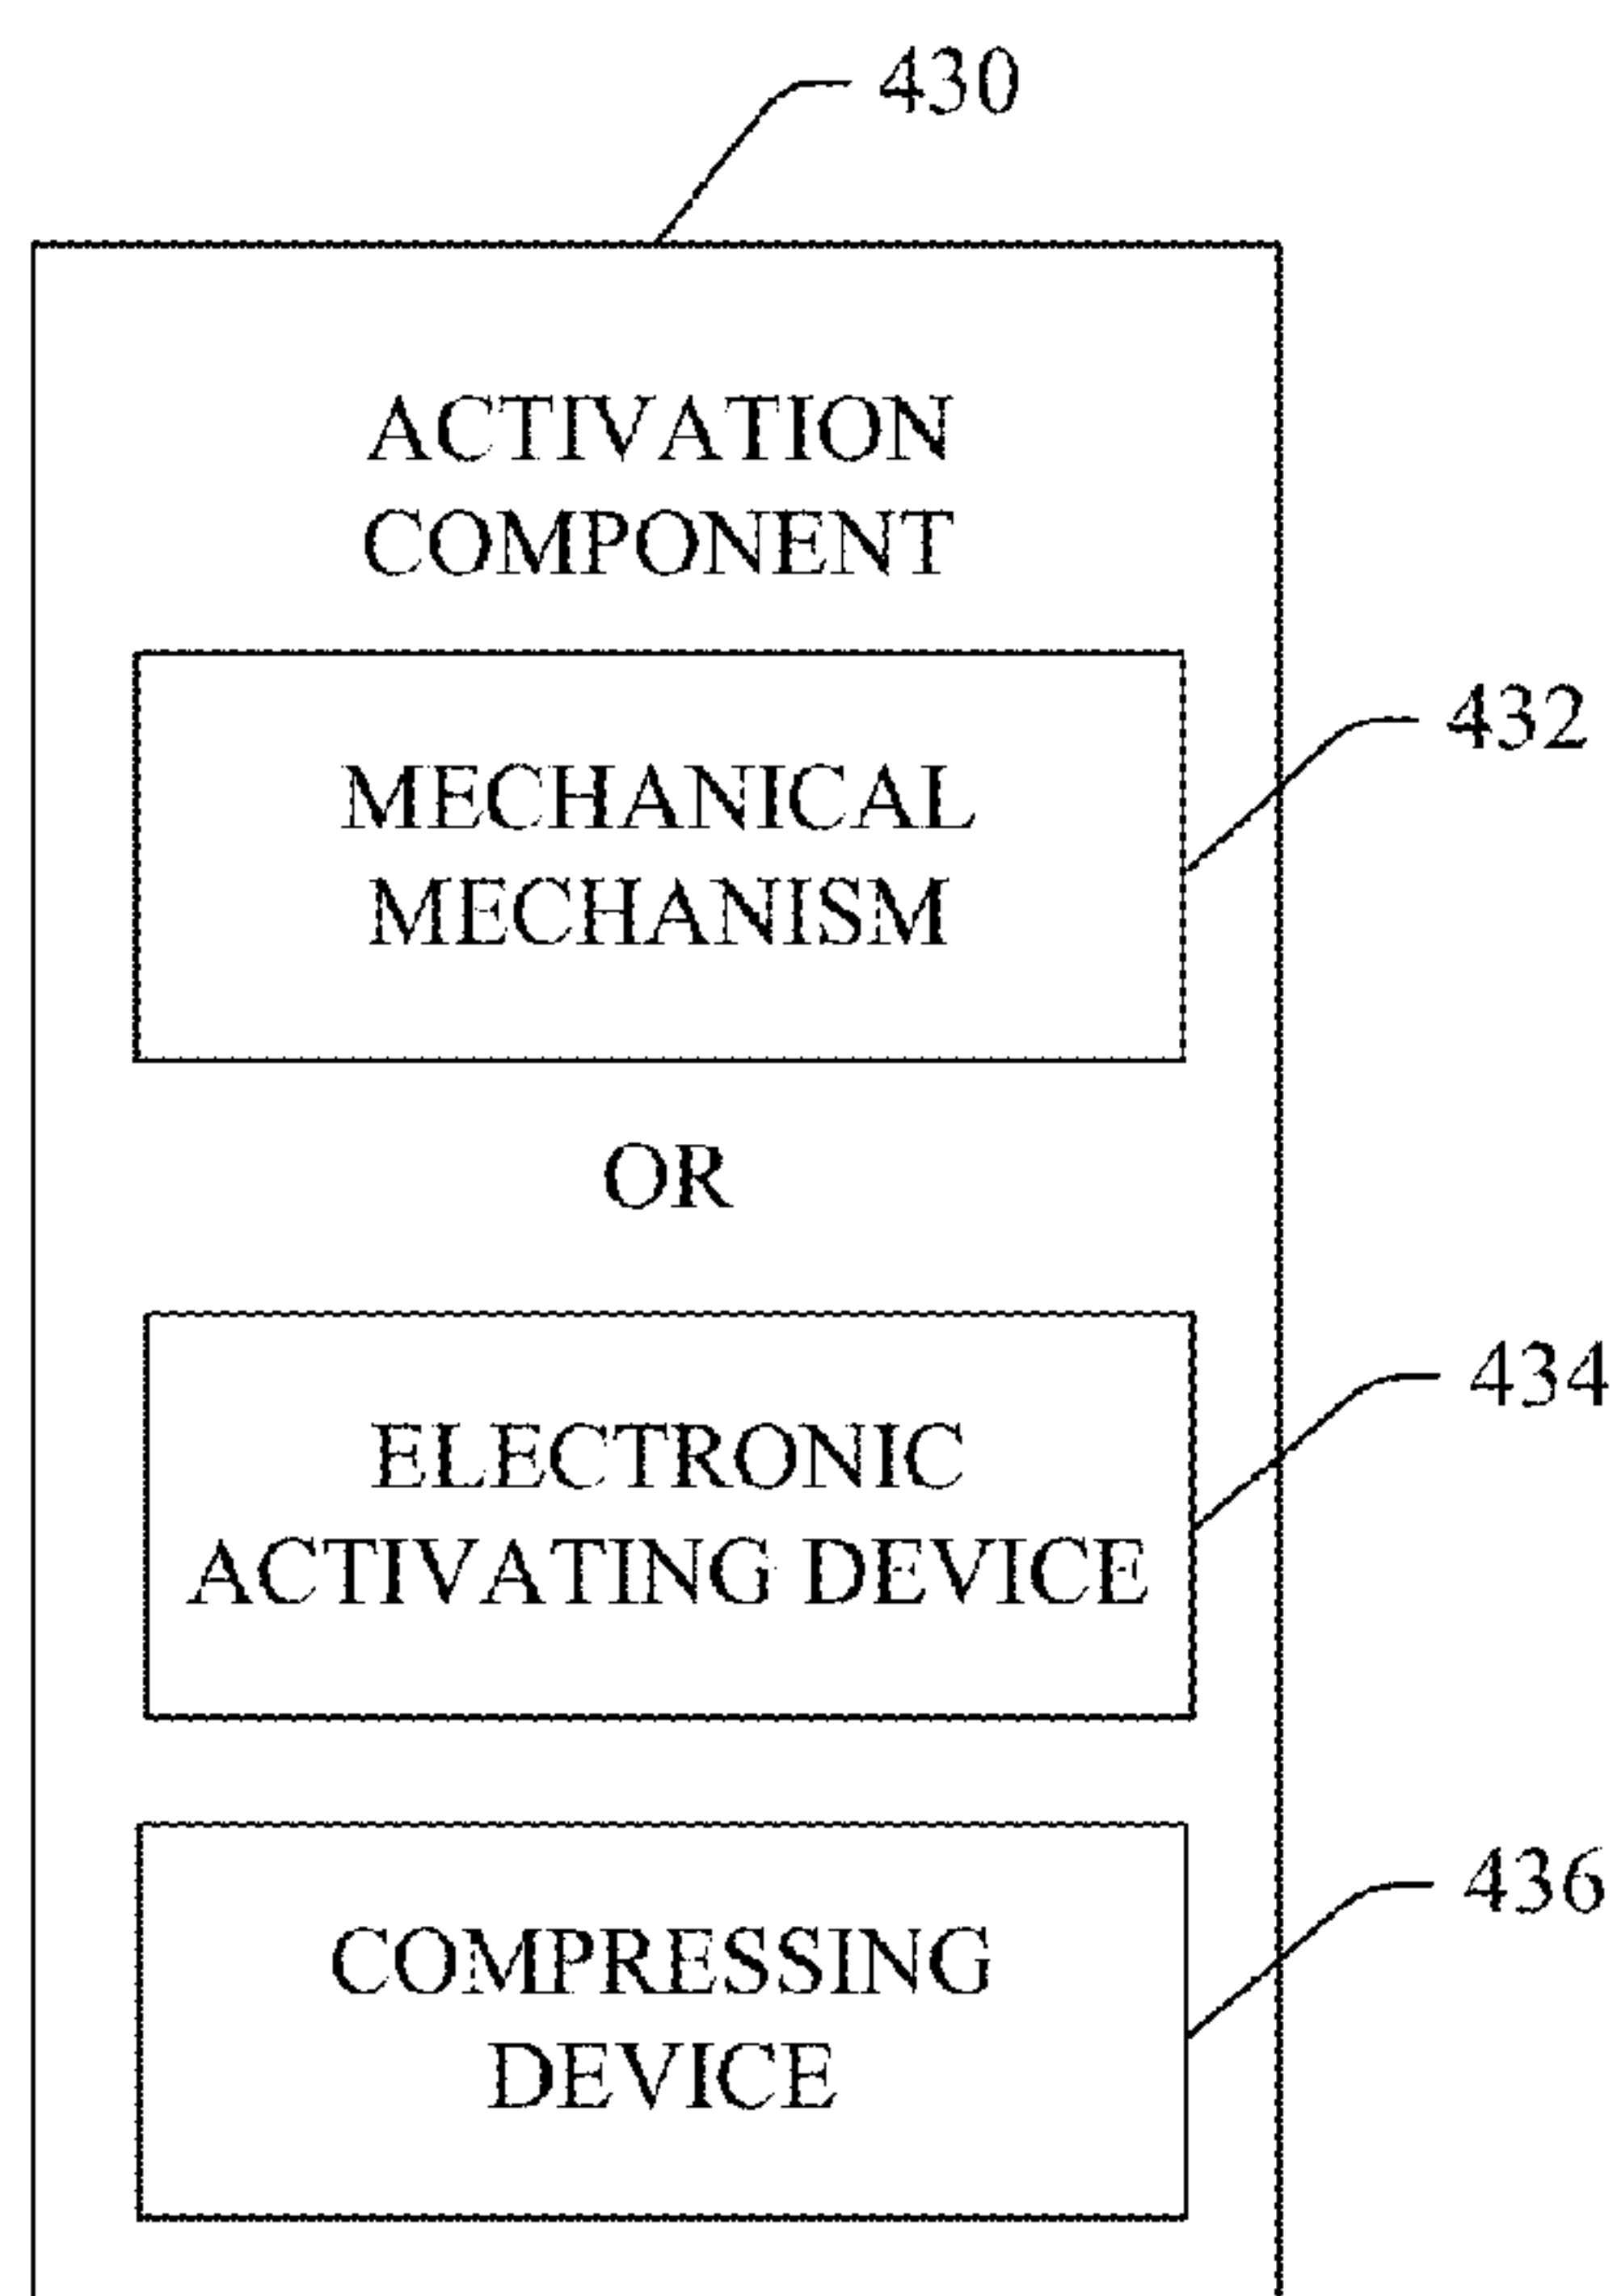 430
ACTIVATION
COMPONENT
432
MECHANICAL
MECHANISM
OR
434
ELECTRONIC
ACTIVATING DEVICE
436
COMPRESSING
DEVICE